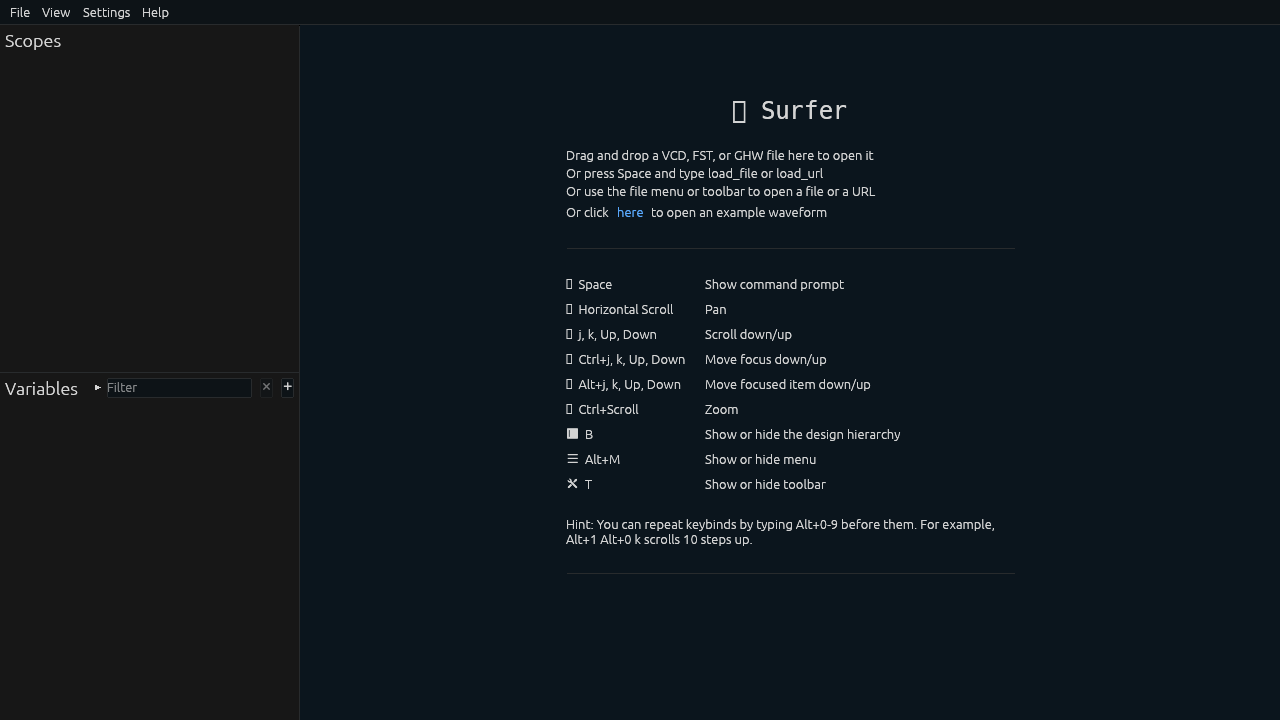 File View Settings Help
Scopes
Surfer
Drag and drop a VCD, FST, or GHW file here to open it
Or press Space and type load_file or load_url
Or use the file menu or toolbar to open a file or a URL
Or click here to open an example waveform
Space Show command prompt
Horizontal Scroll Pan
j, k, Up, Down Scroll down/up
Ctrl+j, k, Up, Down Move focus down/up
Alt+j, k, Up, Down Move focused item down/up
Ctrl+Scroll Zoom
B Show or hide the design hierarchy
Alt+M Show or hide menu
T Show or hide toolbar
Hint: You can repeat keybinds by typing Alt+0-9 before them. For example,
Alt+1 Alt+0 k scrolls 10 steps up.
Variables Filter × +